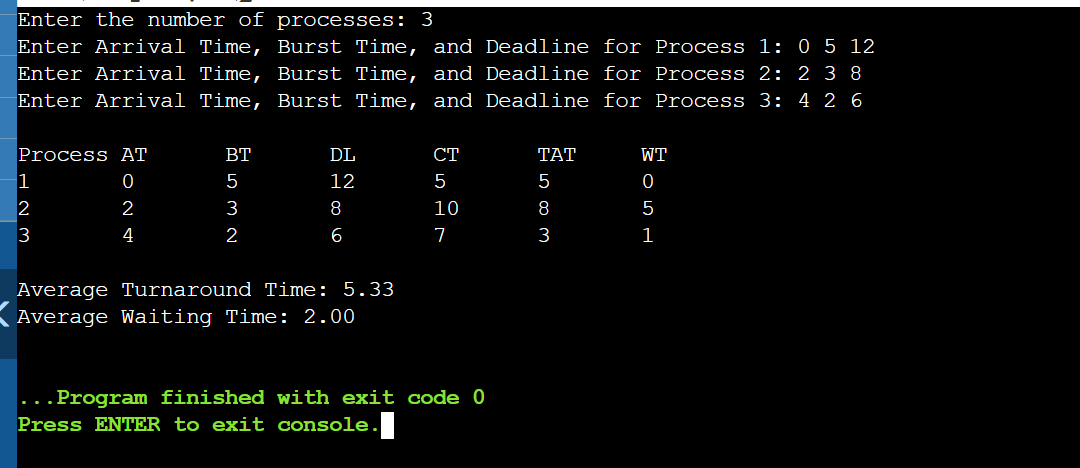 Enter the number of processes: 3
Enter Arrival Time, Burst Time, and Deadline for Process 1: 0 5 12
Enter Arrival Time, Burst Time, and Deadline for Process 2: 2 3 8
Enter Arrival Time, Burst Time, and Deadline for Process 3: 4 2 6
Process AT BT DL CT TAT WT
1 0 5 12 5 5 0
2 2 3 8 10 8 5
3 4 2 6 7 3 1
Average Turnaround Time: 5.33
Average Waiting Time: 2.00
...Program finished with exit code 0
Press ENTER to exit console.